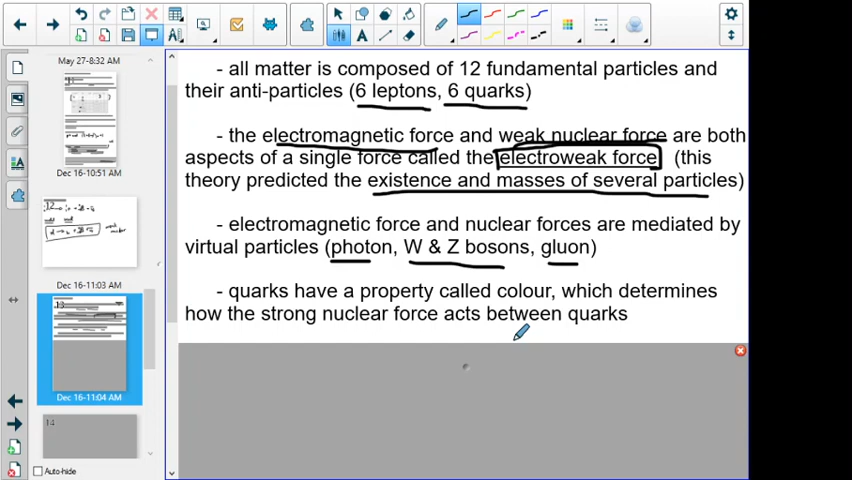 May 27-8:32 AM
Dec 16-10:51 AM
12
Dec 16-11:03 AM
13
Dec 16-11:04 AM
14
Auto-hide
- all matter is composed of 12 fundamental particles and
their anti-particles (6 leptons, 6 quarks)
- the electromagnetic force and weak nuclear force are both
aspects of a single force called the electroweak force (this
theory predicted the existence and masses of several particles)
- electromagnetic force and nuclear forces are mediated by
virtual particles (photon, W & Z bosons, gluon)
- quarks have a property called colour, which determines
how the strong nuclear force acts between quarks